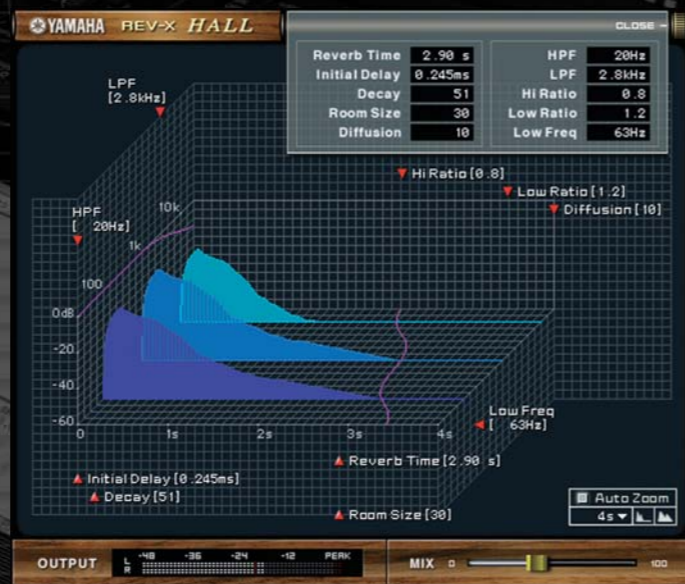 YAMAHA REV-X HALL
CLOSE
Reverb Time 2.90 s HPF 20Hz
Initial Delay 0.245ms LPF 2.8kHz
Decay 51 Hi Ratio 0.8
Room Size 30 Low Ratio 1.2
Diffusion 10 Low Freq 63Hz
LPF
[2.8kHz]
Hi Ratio [0.8]
Low Ratio [1.2]
Diffusion [10]
HPF
[ 20Hz]
10k
1k
100
0dB
-20
-40
-60
0 1s 2s 3s 4s
Low Freq
[ 63Hz]
Reverb Time [2.90 s]
Initial Delay [0.245ms]
Decay [51]
Room Size [30]
Auto Zoom
4s
OUTPUT L R -48 -36 -24 -12 PEAK MIX 0 100